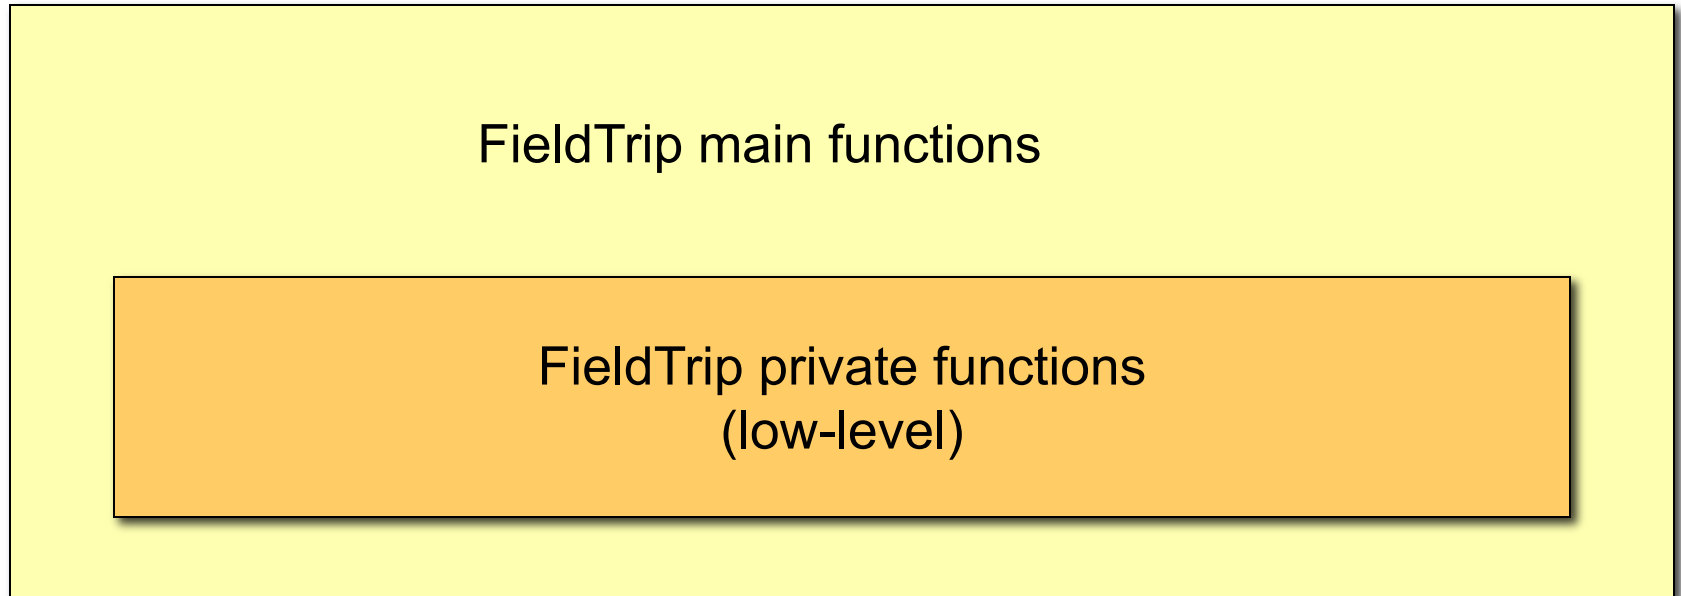 FieldTrip main functions
FieldTrip private functions
(low-level)